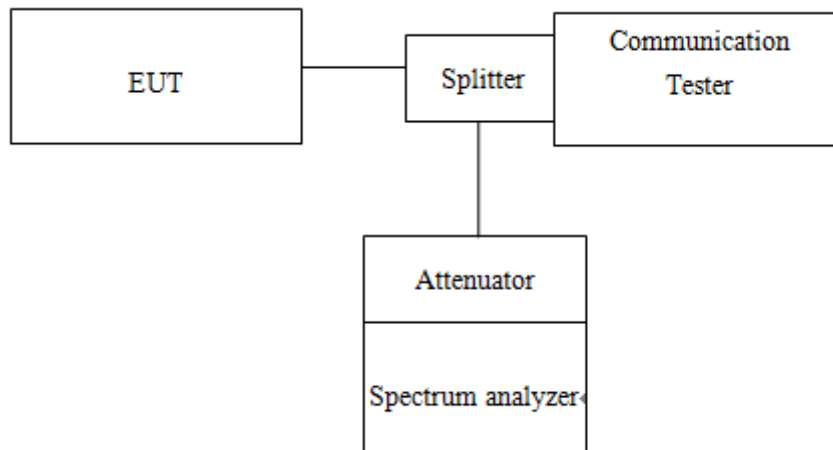 EUT
Splitter
Communication
Tester
Attenuator
Spectrum analyzer